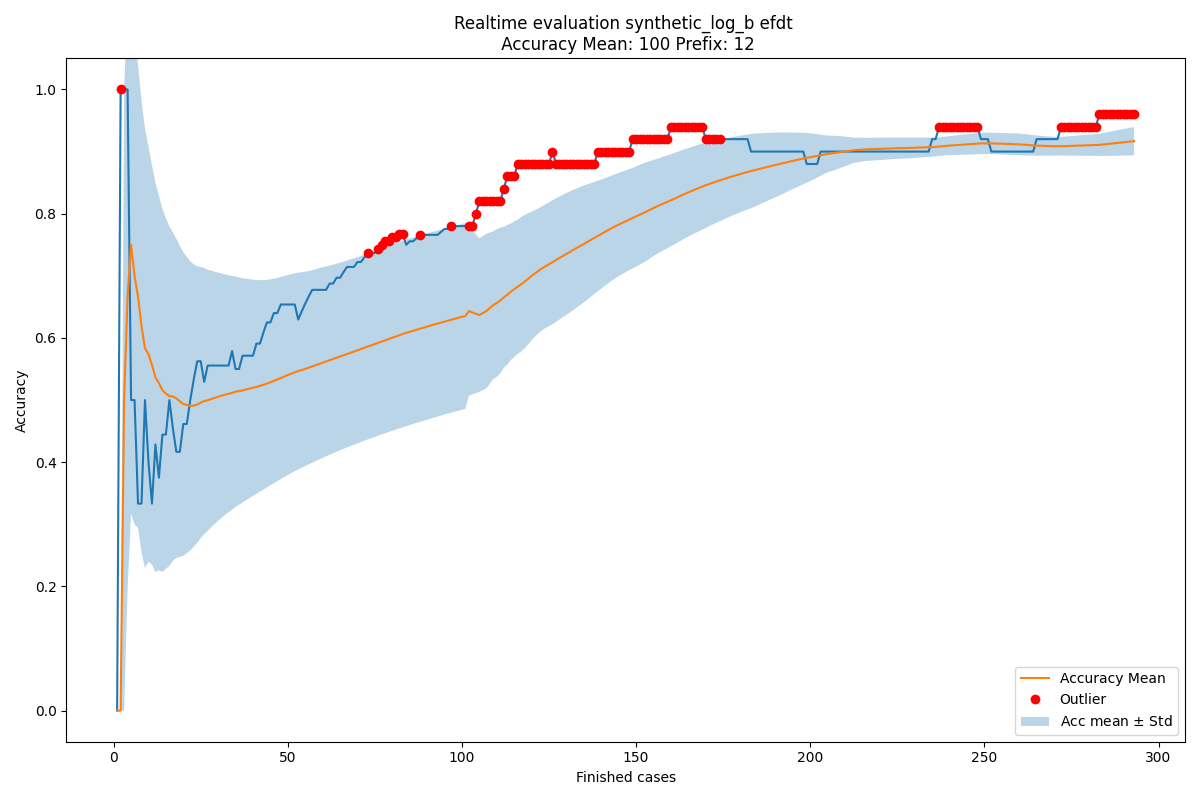 Realtime evaluation synthetic_log_b efdt
Accuracy Mean: 100 Prefix: 12
1.0
0.8
0.6
0.4
0.2
0.0
Accuracy
0 50 100 150 200 250 300
Finished cases
Accuracy Mean
Outlier
Acc mean ± Std